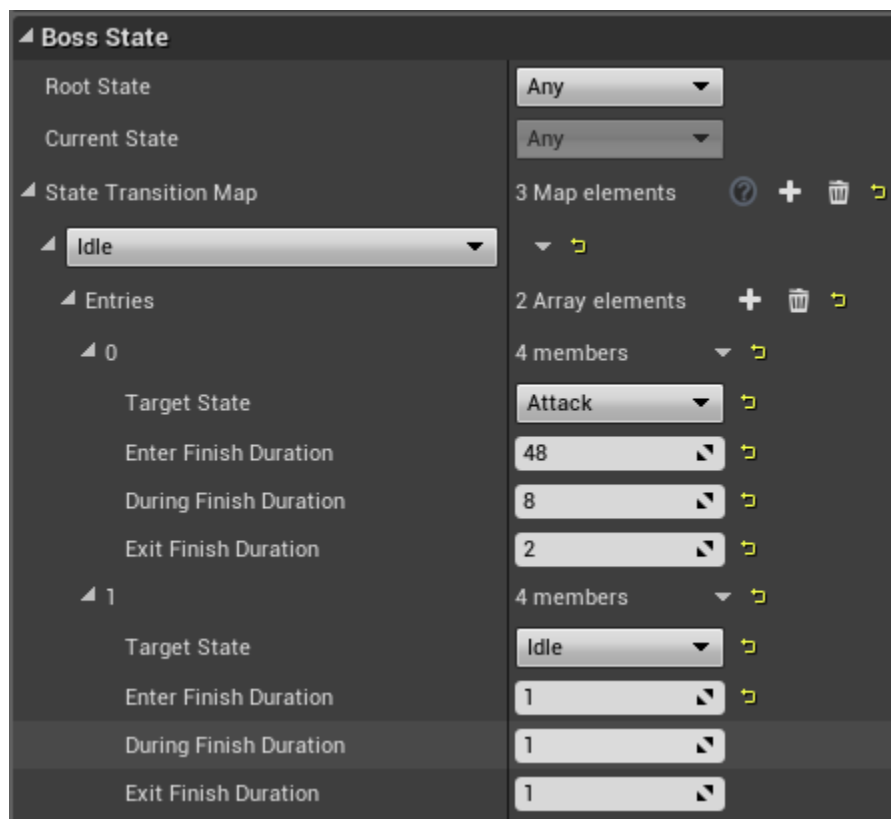 Boss State
Root State Any
Current State Any
State Transition Map 3 Map elements
Idle
Entries 2 Array elements
0 4 members
Target State Attack
Enter Finish Duration 48
During Finish Duration 8
Exit Finish Duration 2
1 4 members
Target State Idle
Enter Finish Duration 1
During Finish Duration 1
Exit Finish Duration 1